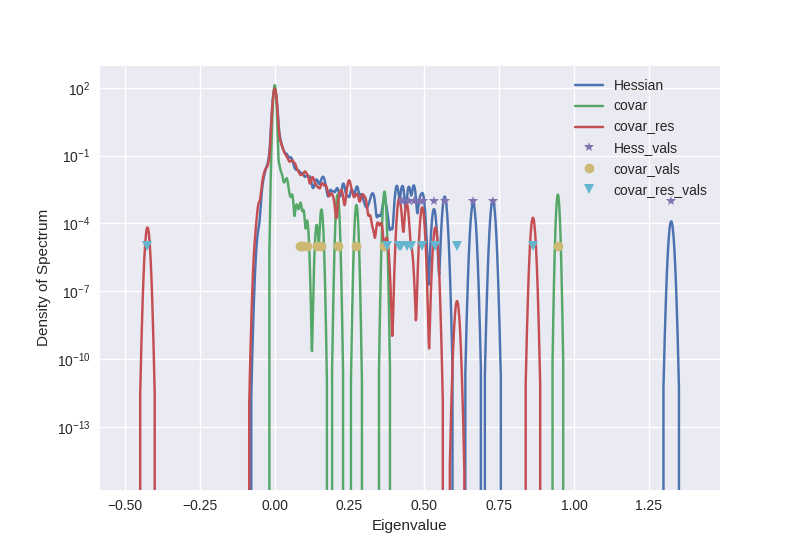 10^2
10^-1
10^-4
10^-7
10^-10
10^-13
Density of Spectrum
Hessian
covar
covar_res
Hess_vals
covar_vals
covar_res_vals
−0.50 −0.25 0.00 0.25 0.50 0.75 1.00 1.25
Eigenvalue